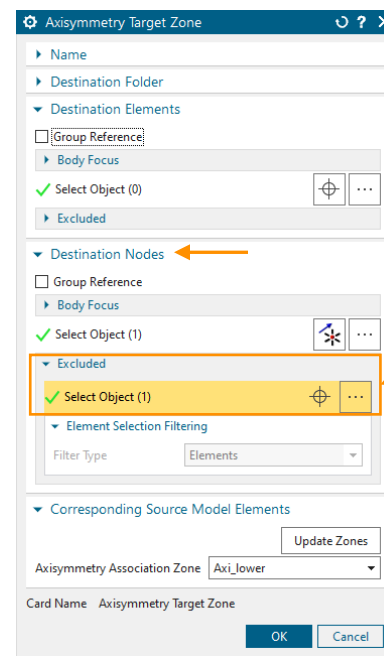 Axisymmetry Target Zone
Name
Destination Folder
Destination Elements
Group Reference
Body Focus
Select Object (0)
Excluded
Destination Nodes
Group Reference
Body Focus
Select Object (1)
Excluded
Select Object (1)
Element Selection Filtering
Filter Type Elements
Corresponding Source Model Elements
Update Zones
Axisymmetry Association Zone Axi_lower
Card Name Axisymmetry Target Zone
OK Cancel